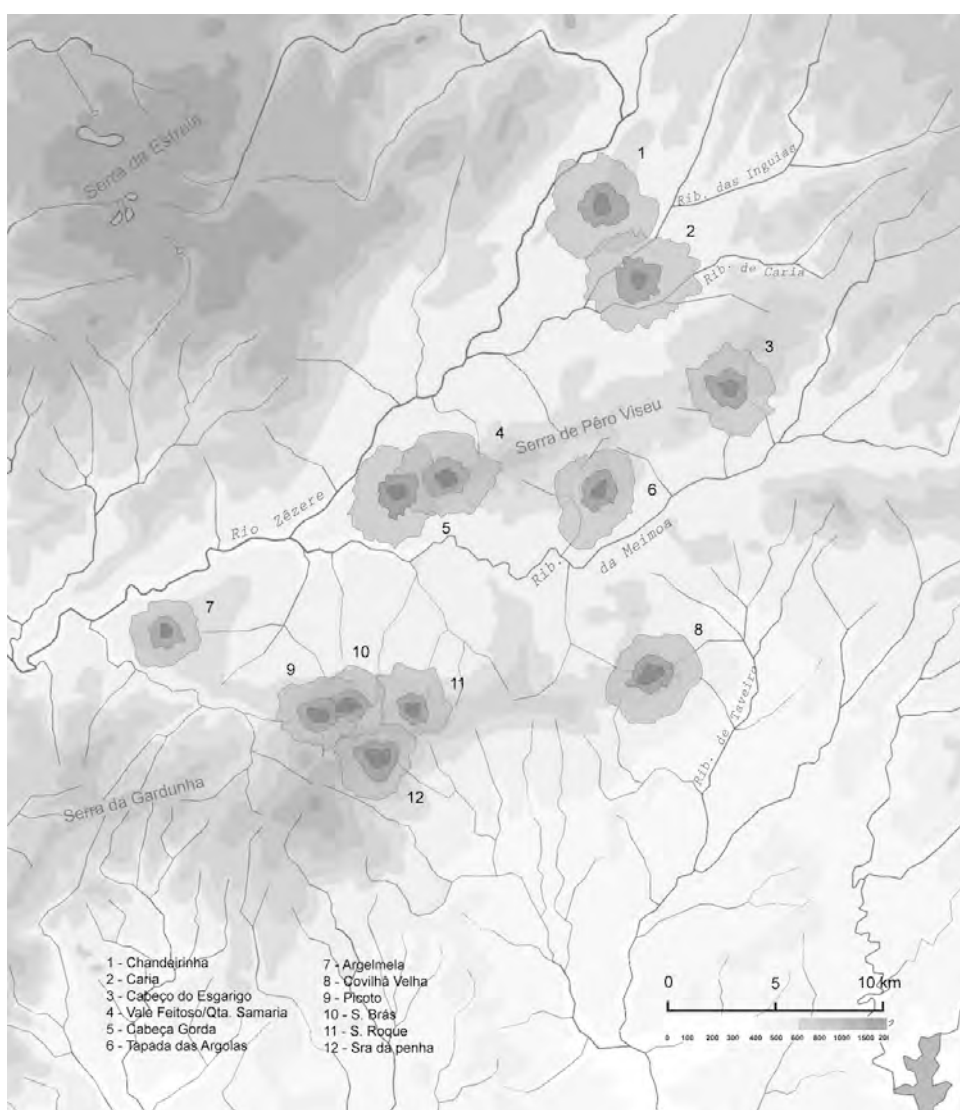 Serra da Estrela
1
Rib. das Inguias
2
Rib. de Caria
3
4
Serra de Pêro Viseu
6
5
Rio Zêzere
Rib. da Meimoa
7
8
10
9
11
Rib. de Taveiro
12
Serra da Gardunha
1 - Chandeirinha
2 - Caria
3 - Cabeço do Esgarigo
4 - Vale Feitoso/Qta. Samaria
5 - Cabeça Gorda
6 - Tapada das Argolas
7 - Argelmela
8 - Covilhã Velha
9 - Picoto
10 - S. Brás
11 - S. Roque
12 - Sra da penha
0 5 10 km
0 100 200 300 400 500 600 800 1000 1500 200